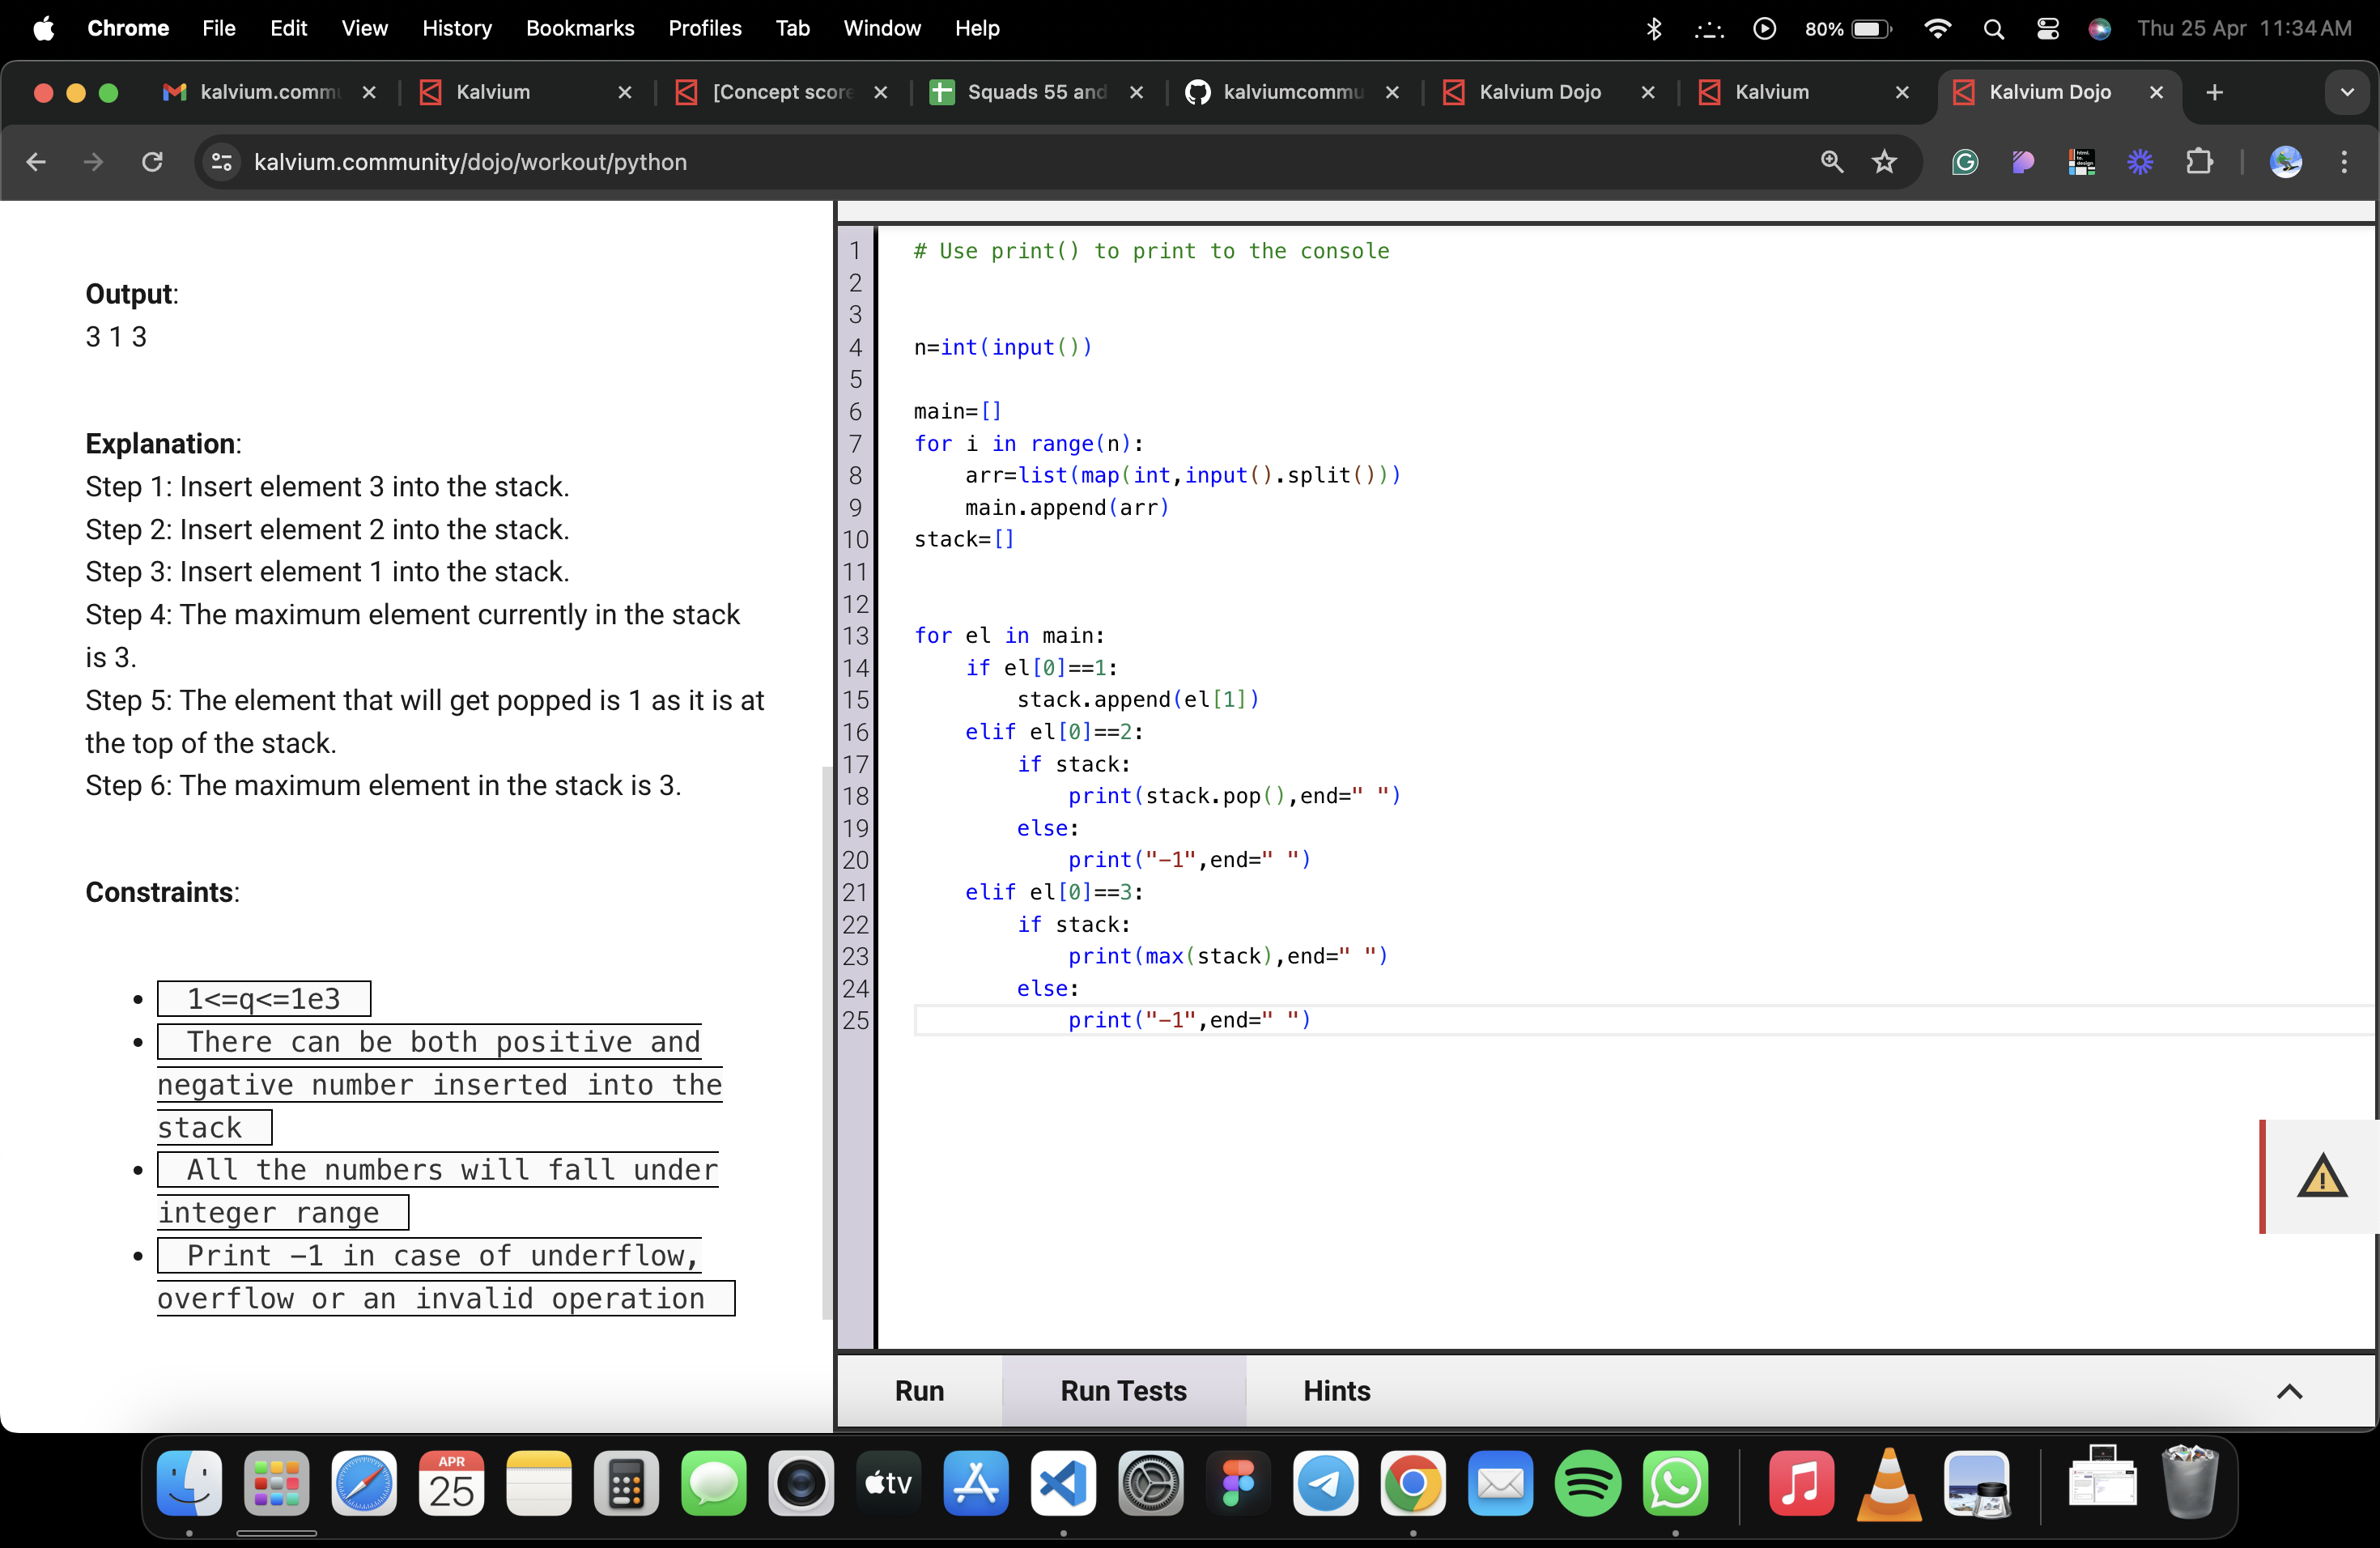 Chrome File Edit View History Bookmarks Profiles Tab Window Help 80% Thu 25 Apr 11:34 AM
kalvium.comm Kalvium [Concept score Squads 55 and kalviumcommu Kalvium Dojo Kalvium Kalvium Dojo
kalvium.community/dojo/workout/python
Output:
3 1 3
Explanation:
Step 1: Insert element 3 into the stack.
Step 2: Insert element 2 into the stack.
Step 3: Insert element 1 into the stack.
Step 4: The maximum element currently in the stack
is 3.
Step 5: The element that will get popped is 1 as it is at
the top of the stack.
Step 6: The maximum element in the stack is 3.
Constraints:
1<=q<=1e3
There can be both positive and
negative number inserted into the
stack
All the numbers will fall under
integer range
Print -1 in case of underflow,
overflow or an invalid operation
1 # Use print() to print to the console
2
3
4 n=int(input())
5
6 main=[]
7 for i in range(n):
8     arr=list(map(int,input().split()))
9     main.append(arr)
10 stack=[]
11
12
13 for el in main:
14     if el[0]==1:
15         stack.append(el[1])
16     elif el[0]==2:
17         if stack:
18             print(stack.pop(),end=" ")
19         else:
20             print("-1",end=" ")
21     elif el[0]==3:
22         if stack:
23             print(max(stack),end=" ")
24         else:
25             print("-1",end=" ")
Run Run Tests Hints
APR
25
tv